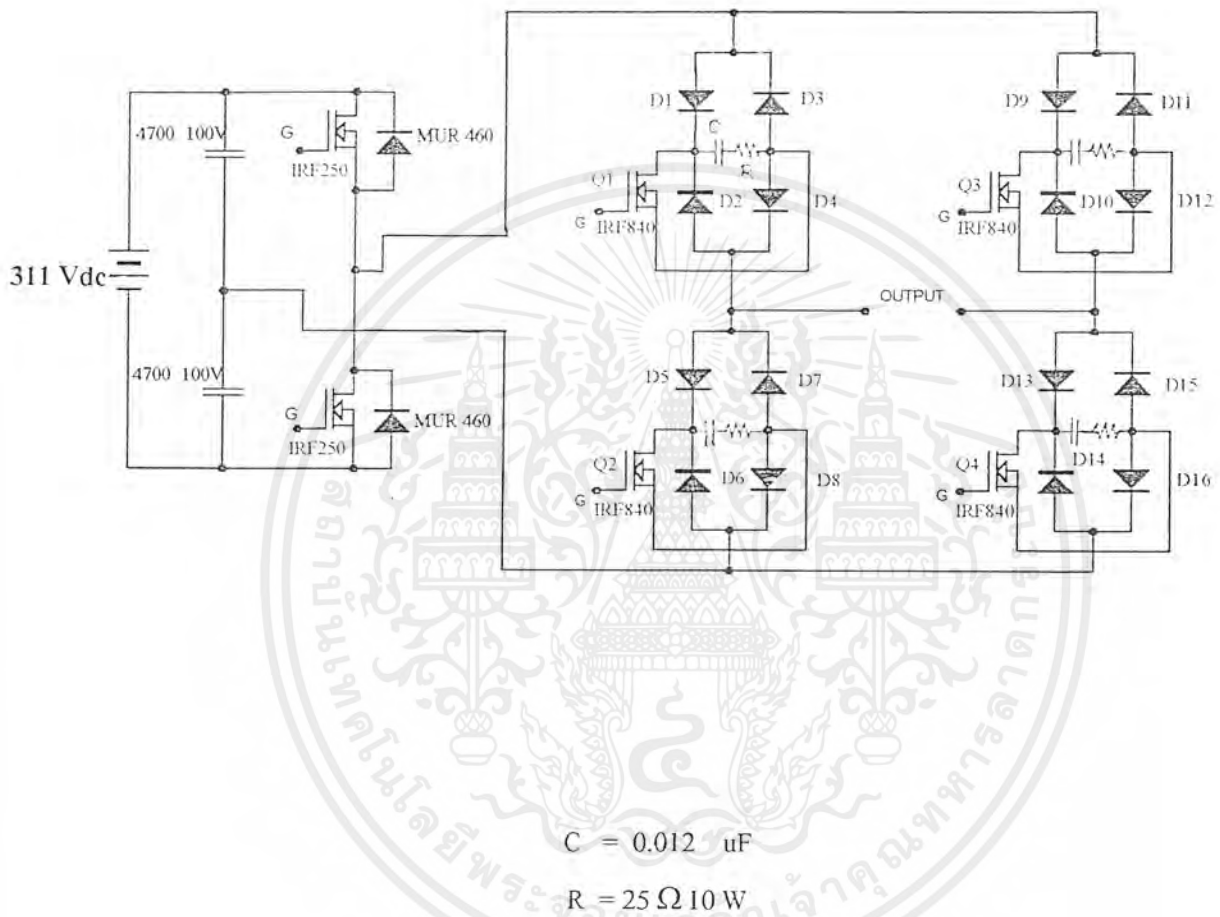 4700 100V
G
IRF250
MUR 460
311 Vdc
4700 100V
G
IRF250
MUR 460
D1
D3
C
R
Q1
G
IRF840
D2
D4
D9
D11
Q3
G
IRF840
D10
D12
OUTPUT
D5
D7
Q2
G
IRF840
D6
D8
D13
D15
Q4
G
IRF840
D14
D16
C = 0.012 uF
R = 25 Ω 10 W